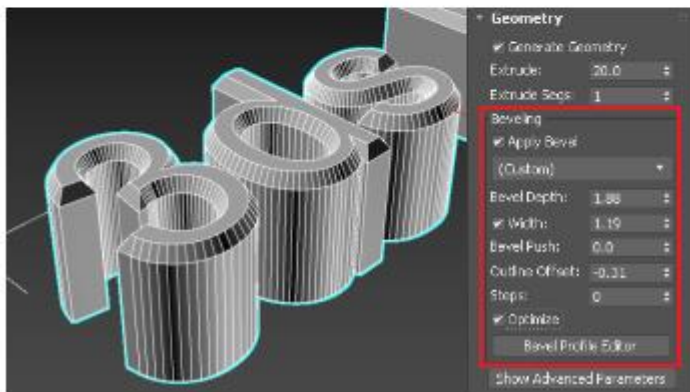 Geometry
Generate Geometry
Extrude: 20.0
Extrude Segs: 1
Beveling
Apply Bevel
(Custom)
Bevel Depth: 1.88
Width: 1.19
Bevel Push: 0.0
Outline Offset: -0.31
Steps: 0
Optimize
Bevel Profile Editor
Show Advanced Parameters